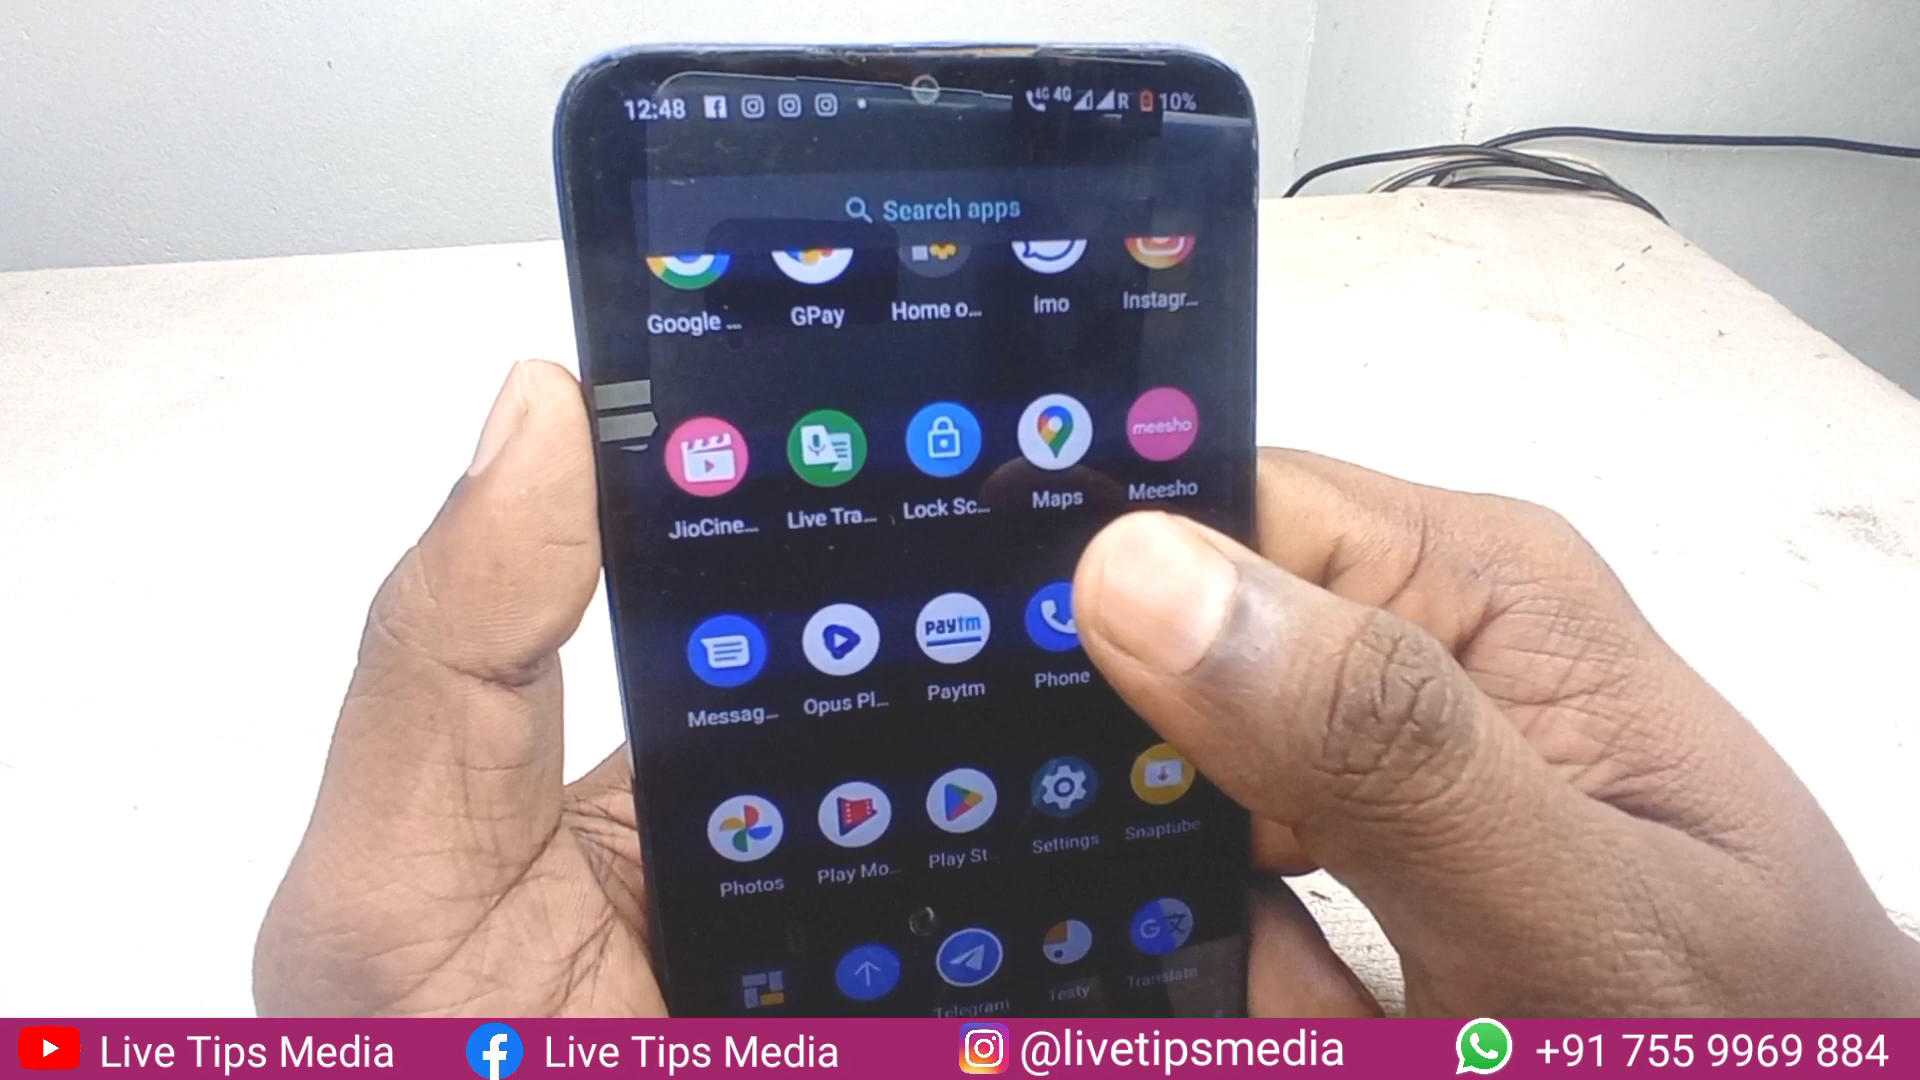 12:48 4G 4G R 10%
Search apps
Google ... GPay Home o... imo Instagr...
meesho
JioCine... Live Tra... Lock Sc... Maps Meesho
paytm
Messag... Opus Pl... Paytm Phone
Photos Play Mo... Play St... Settings Snaptube
G
Telegram Testy Translate
Live Tips Media Live Tips Media @livetipsmedia +91 755 9969 884